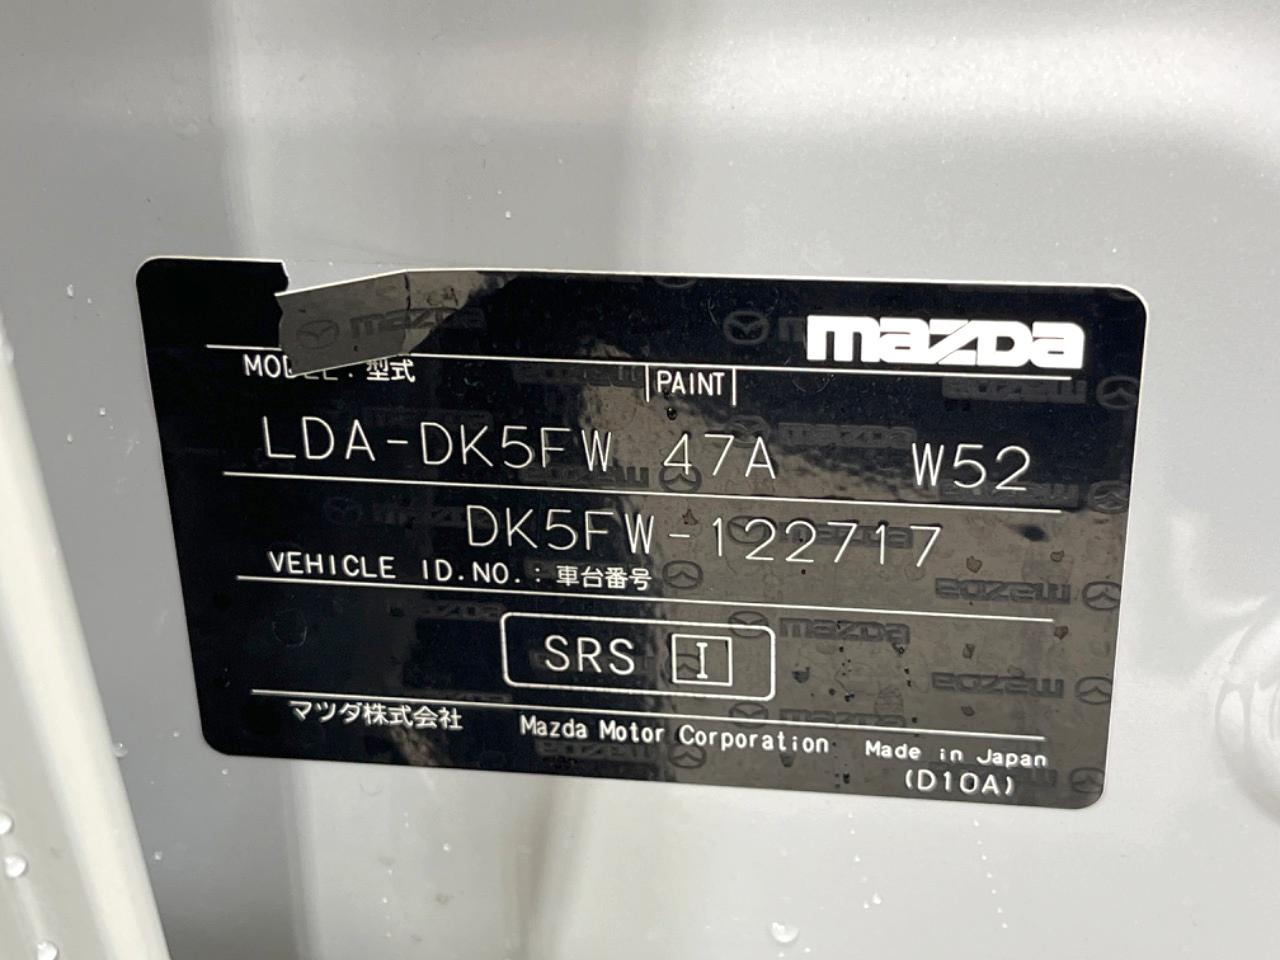 mazda
MODEL：型式
PAINT
LDA-DK5FW 47A W52
DK5FW-122717
VEHICLE ID.NO.：車台番号
SRS I
マツダ株式会社 Mazda Motor Corporation Made in Japan
(D10A)